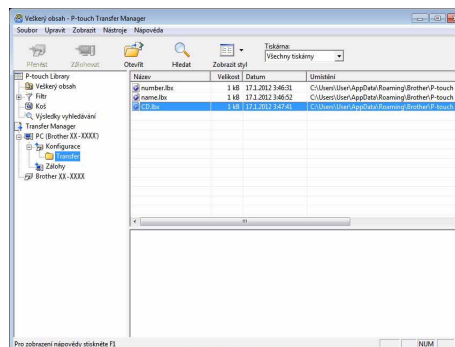 Veškerý obsah - P-touch Transfer Manager
Soubor Upravit Zobrazit Nástroje Nápověda
Přenést Zálohovat Otevřít Hledat Zobrazit styl
Tiskárna:
Všechny tiskárny
P-touch Library
Veškerý obsah
Filtr
Koš
Výsledky vyhledávání
Transfer Manager
PC (Brother XX-XXXX)
Konfigurace
Transfer
Zálohy
Brother XX-XXXX
Název Velikost Datum Umístění
number.lbx 1 kB 17.1.2012 3:46:31 C:\Users\User\AppData\Roaming\Brother\P-touch
name.lbx 1 kB 17.1.2012 3:46:52 C:\Users\User\AppData\Roaming\Brother\P-touch
CD.lbx 1 kB 17.1.2012 3:47:41 C:\Users\User\AppData\Roaming\Brother\P-touch
Pro zobrazení nápovědy stiskněte F1
NUM